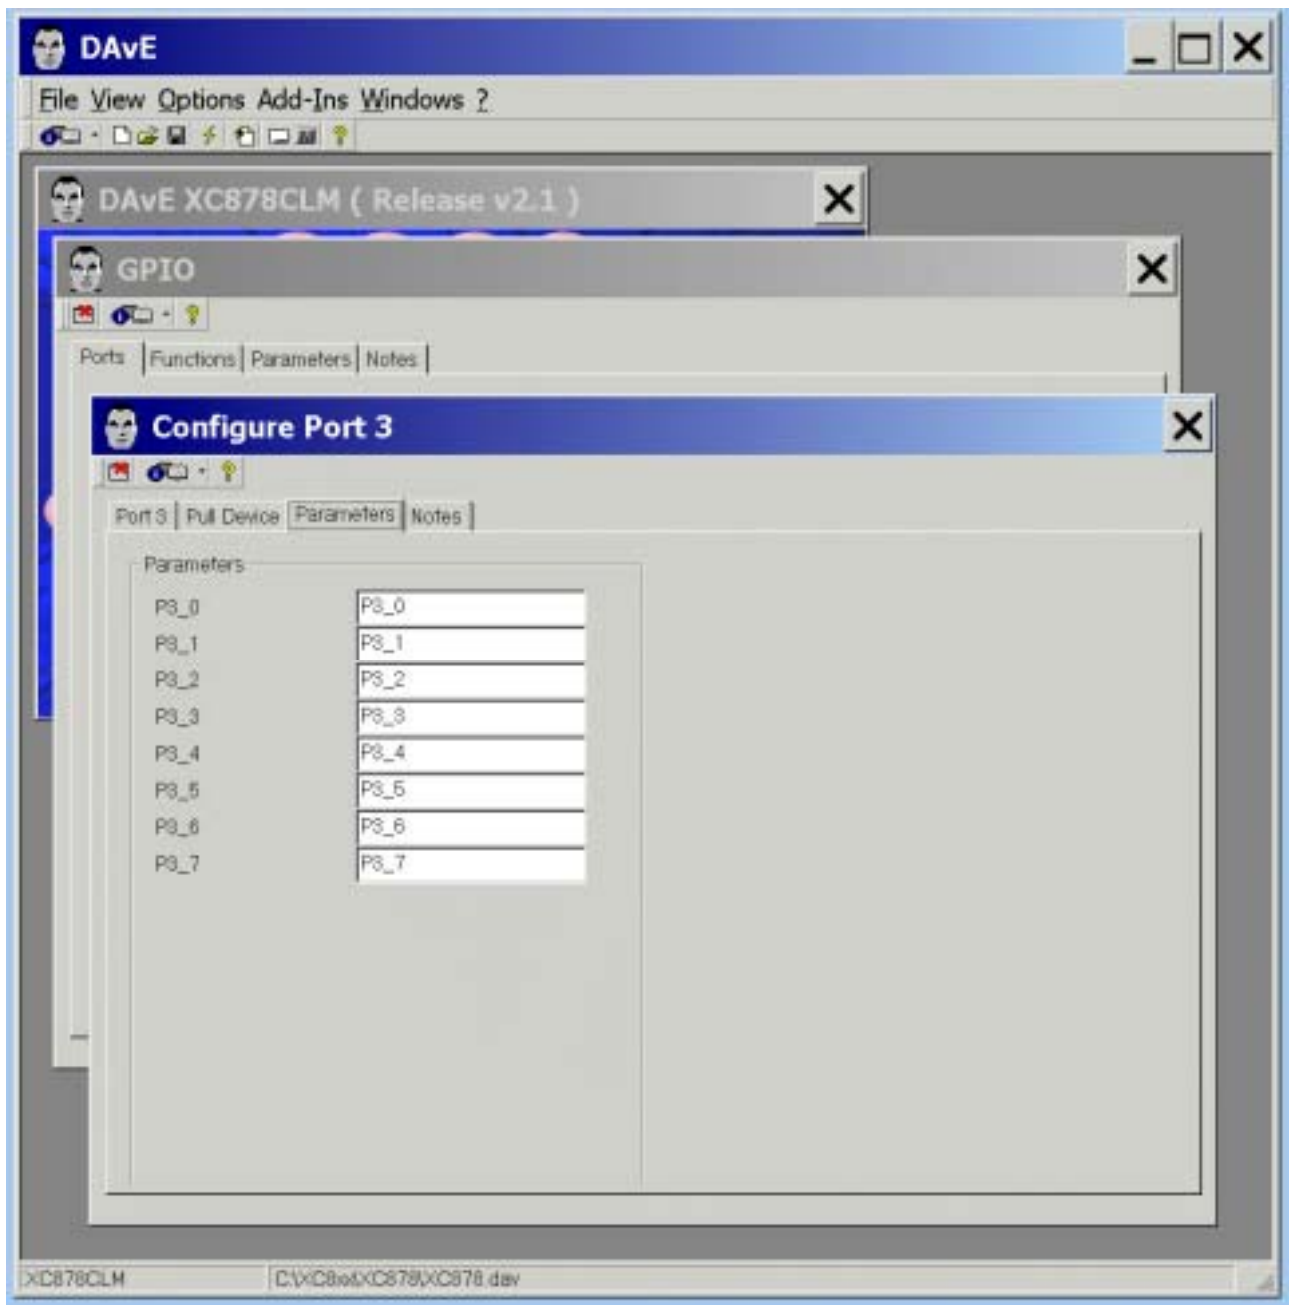 DAvE
File View Options Add-Ins Windows ?
DAvE XC878CLM ( Release v2.1 )
GPIO
Ports Functions Parameters Notes
Configure Port 3
Port 3 Pull Device Parameters Notes
Parameters
P3_0 P3_0
P3_1 P3_1
P3_2 P3_2
P3_3 P3_3
P3_4 P3_4
P3_5 P3_5
P3_6 P3_6
P3_7 P3_7
XC878CLM C:\XC8xx\XC878\XC878.dav